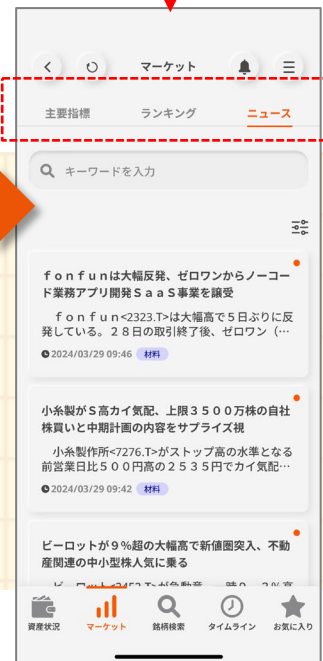 マーケット
主要指標 ランキング ニュース
キーワードを入力
ｆｏｎｆｕｎは大幅反発、ゼロワンからノーコー
ド業務アプリ開発ＳａａＳ事業を譲受
ｆｏｎｆｕｎ<2323.T>は大幅高で５日ぶりに反
発している。２８日の取引終了後、ゼロワン（…
2024/03/29 09:46 材料
小糸製がＳ高カイ気配、上限３５００万株の自社
株買いと中期計画の内容をサプライズ視
小糸製作所<7276.T>がストップ高の水準となる
前営業日比５００円高の２５３５円でカイ気配…
2024/03/29 09:42 材料
ビーロットが９％超の大幅高で新値圏突入、不動
産関連の中小型株人気に乗る
資産状況 マーケット 銘柄検索 タイムライン お気に入り